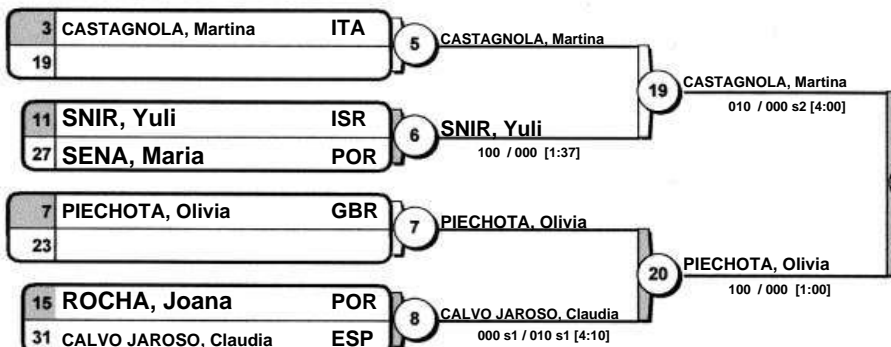 3 CASTAGNOLA, Martina ITA
19
5
CASTAGNOLA, Martina
11 SNIR, Yuli ISR
27 SENA, Maria POR
6
SNIR, Yuli
100 / 000 [1:37]
19
CASTAGNOLA, Martina
010 / 000 s2 [4:00]
7 PIECHOTA, Olivia GBR
23
7
PIECHOTA, Olivia
15 ROCHA, Joana POR
31 CALVO JAROSO, Claudia ESP
8
CALVO JAROSO, Claudia
000 s1 / 010 s1 [4:10]
20
PIECHOTA, Olivia
100 / 000 [1:00]